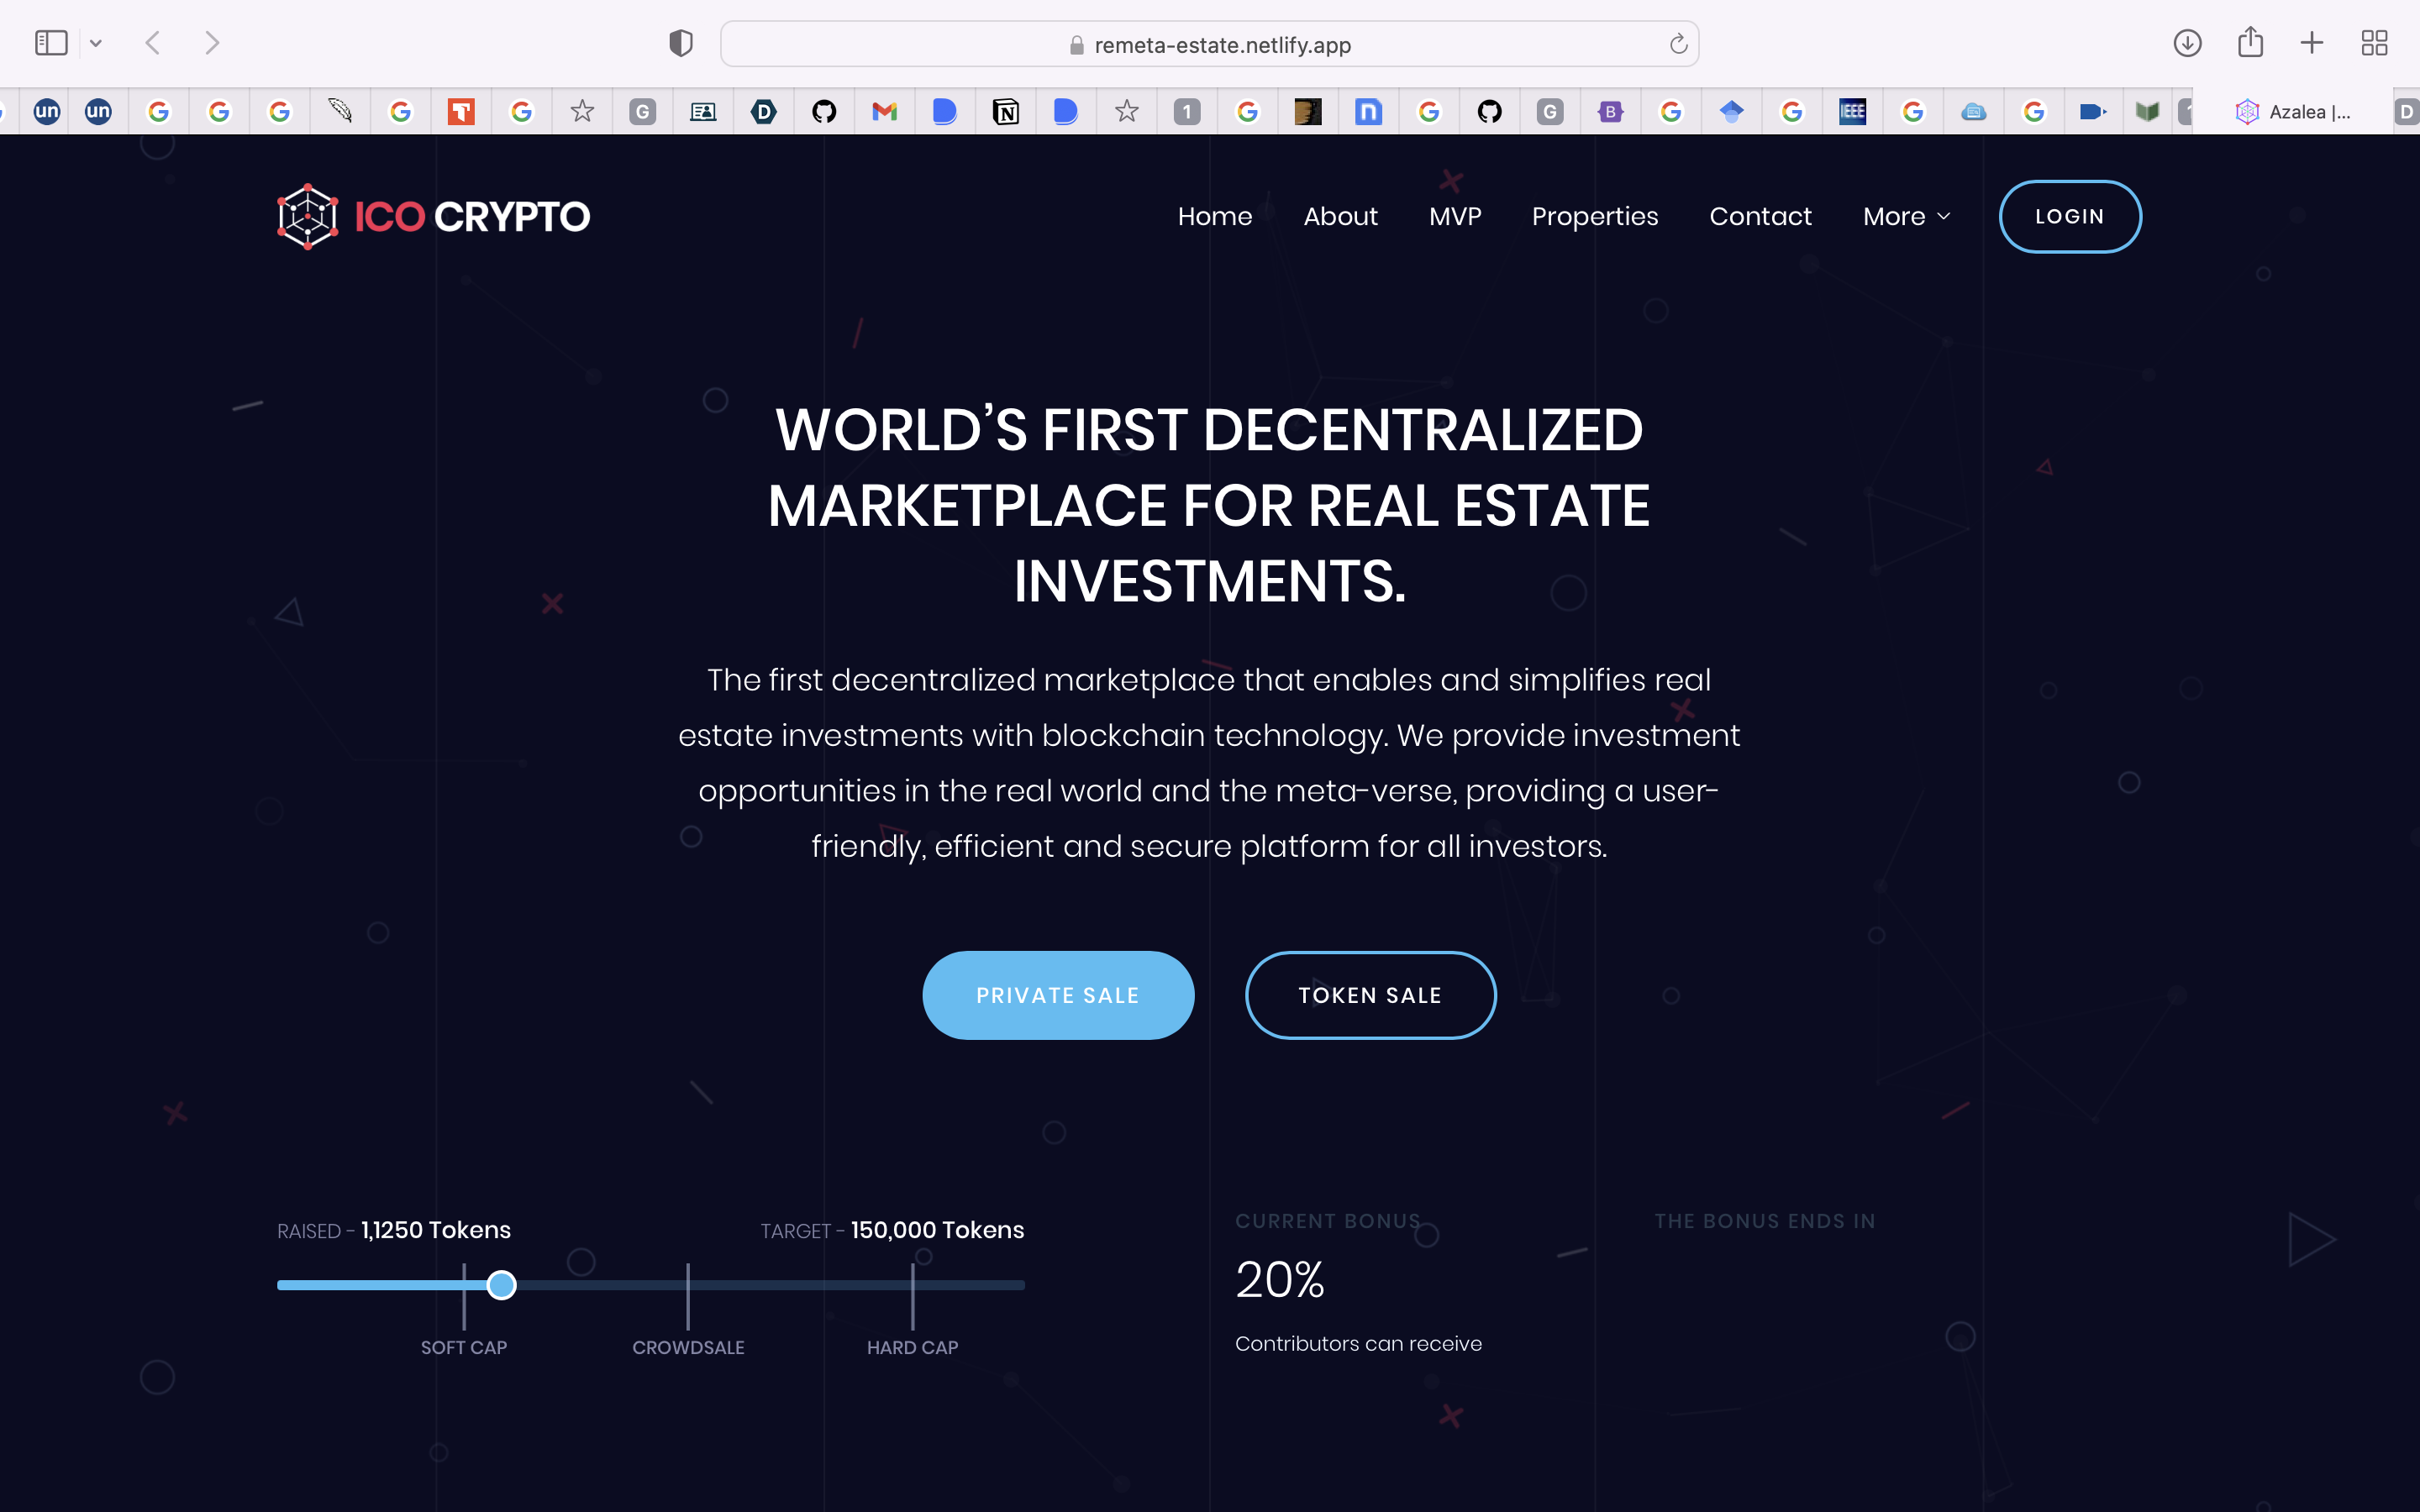 remeta-estate.netlify.app
un un G G G G T G G D N 1 G n G G B G G IEEE G G Azalea |... D
ICO CRYPTO
Home About MVP Properties Contact More LOGIN
WORLD’S FIRST DECENTRALIZED
MARKETPLACE FOR REAL ESTATE
INVESTMENTS.
The first decentralized marketplace that enables and simplifies real
estate investments with blockchain technology. We provide investment
opportunities in the real world and the meta-verse, providing a user-
friendly, efficient and secure platform for all investors.
PRIVATE SALE TOKEN SALE
RAISED - 1,1250 Tokens TARGET - 150,000 Tokens
SOFT CAP CROWDSALE HARD CAP
CURRENT BONUS
20%
Contributors can receive
THE BONUS ENDS IN